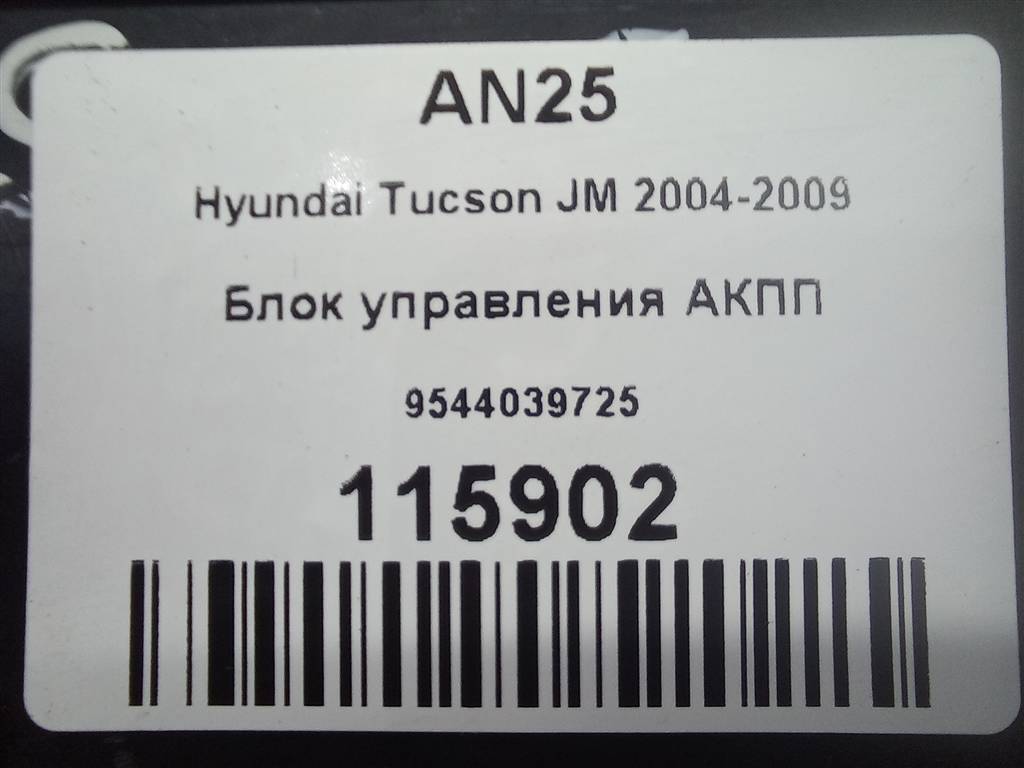 AN25
Hyundai Tucson JM 2004-2009
Блок управления АКПП
9544039725
115902